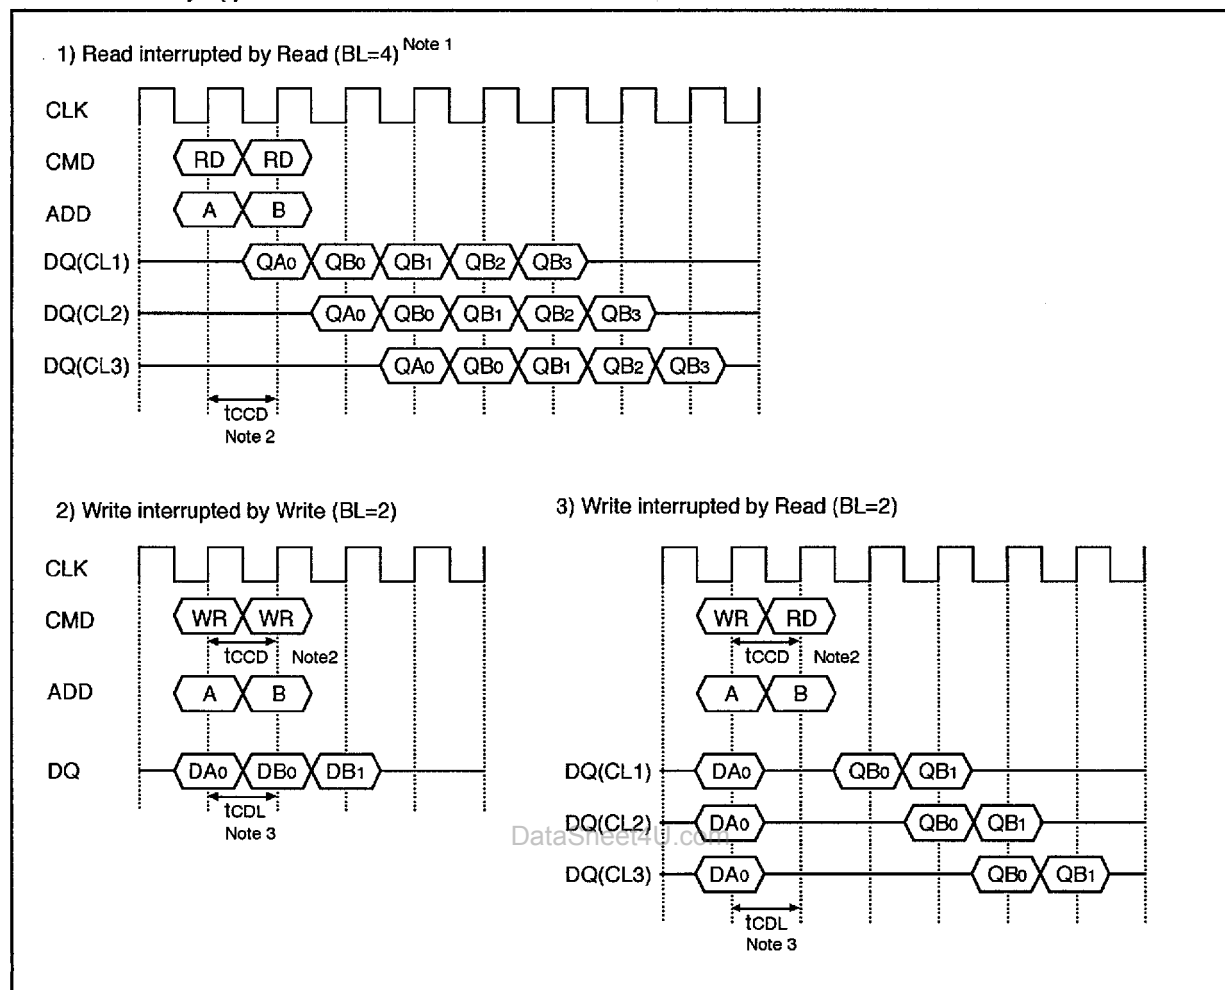 1) Read interrupted by Read (BL=4) Note 1
CLK
CMD RD RD
ADD A B
DQ(CL1) QA0 QB0 QB1 QB2 QB3
DQ(CL2) QA0 QB0 QB1 QB2 QB3
DQ(CL3) QA0 QB0 QB1 QB2 QB3
tCCD
Note 2
2) Write interrupted by Write (BL=2)
CLK
CMD WR WR
tCCD Note2
ADD A B
DQ DA0 DB0 DB1
tCDL
Note 3
3) Write interrupted by Read (BL=2)
WR RD
tCCD Note2
A B
DQ(CL1) DA0 QB0 QB1
DQ(CL2) DA0 QB0 QB1
DataSheet4U.com
DQ(CL3) DA0 QB0 QB1
tCDL
Note 3